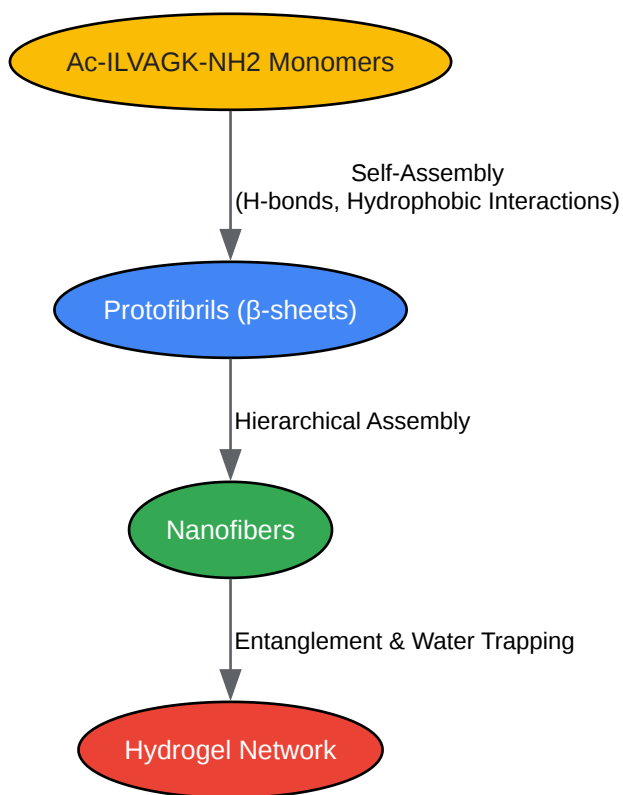 Ac-ILVAGK-NH2 Monomers
Self-Assembly
(H-bonds, Hydrophobic Interactions)
Protofibrils (β-sheets)
Hierarchical Assembly
Nanofibers
Entanglement & Water Trapping
Hydrogel Network